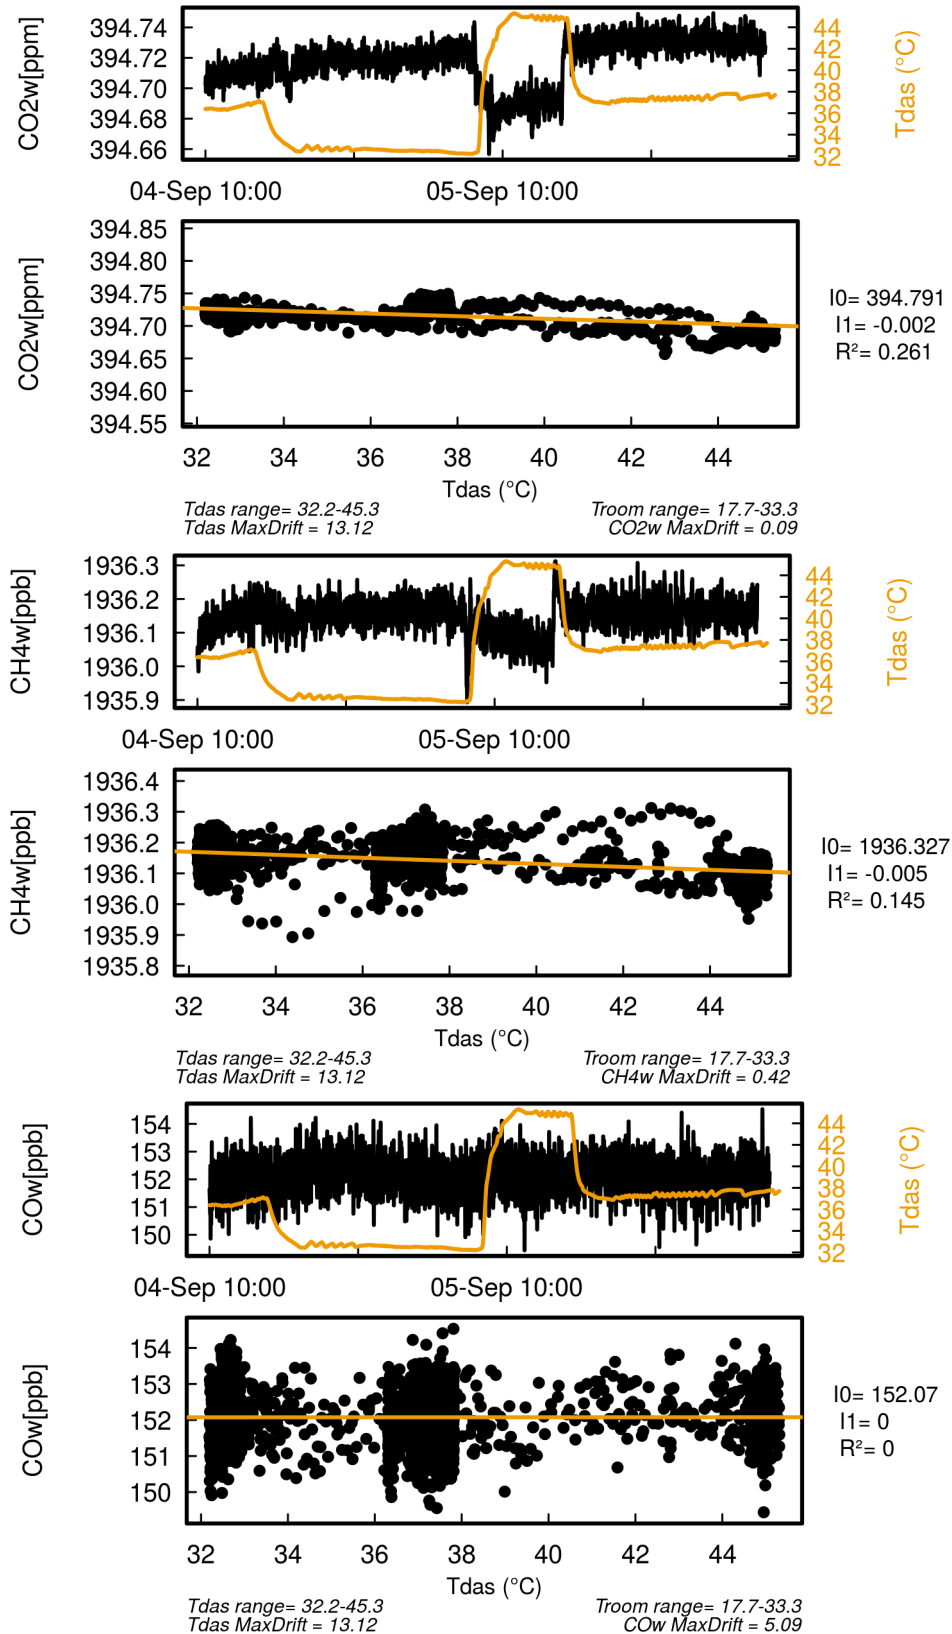 CO2w[ppm]
394.74
394.72
394.70
394.68
394.66
44
42
40
38
36
34
32
Tdas (°C)
04-Sep 10:00
05-Sep 10:00
CO2w[ppm]
394.85
394.80
394.75
394.70
394.65
394.60
394.55
I0= 394.791
I1= -0.002
R²= 0.261
32 34 36 38 40 42 44
Tdas (°C)
Tdas range= 32.2-45.3
Tdas MaxDrift = 13.12
Troom range= 17.7-33.3
CO2w MaxDrift = 0.09
CH4w[ppb]
1936.3
1936.2
1936.1
1936.0
1935.9
44
42
40
38
36
34
32
Tdas (°C)
04-Sep 10:00
05-Sep 10:00
CH4w[ppb]
1936.4
1936.3
1936.2
1936.1
1936.0
1935.9
1935.8
I0= 1936.327
I1= -0.005
R²= 0.145
32 34 36 38 40 42 44
Tdas (°C)
Tdas range= 32.2-45.3
Tdas MaxDrift = 13.12
Troom range= 17.7-33.3
CH4w MaxDrift = 0.42
COw[ppb]
154
153
152
151
150
44
42
40
38
36
34
32
Tdas (°C)
04-Sep 10:00
05-Sep 10:00
COw[ppb]
154
153
152
151
150
I0= 152.07
I1= 0
R²= 0
32 34 36 38 40 42 44
Tdas (°C)
Tdas range= 32.2-45.3
Tdas MaxDrift = 13.12
Troom range= 17.7-33.3
COw MaxDrift = 5.09